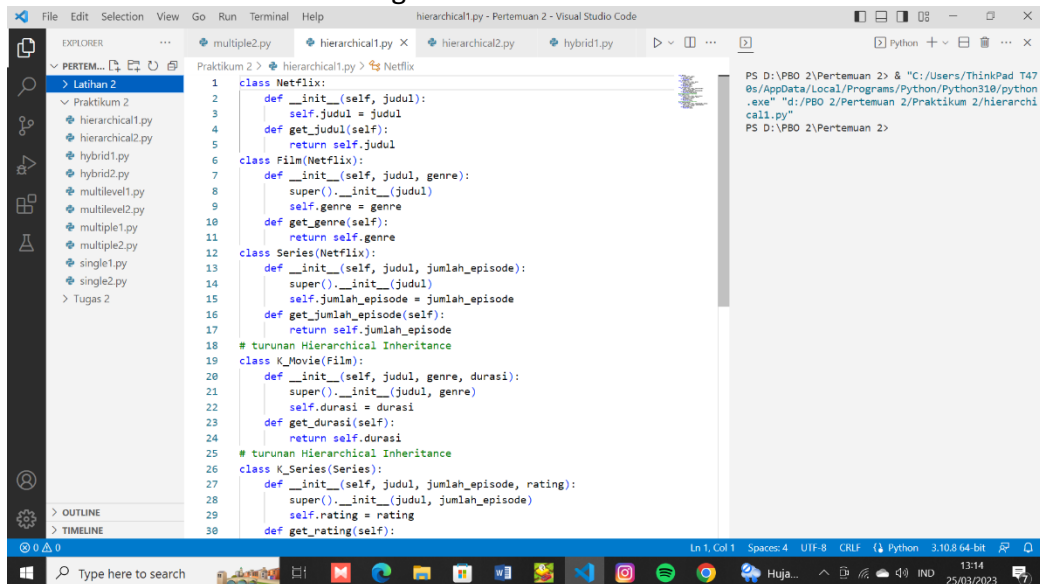 File Edit Selection View Go Run Terminal Help
hierarchical1.py - Pertemuan 2 - Visual Studio Code
EXPLORER
PERTEM...
Latihan 2
Praktikum 2
hierarchical1.py
hierarchical2.py
hybrid1.py
hybrid2.py
multilevel1.py
multilevel2.py
multiple1.py
multiple2.py
single1.py
single2.py
Tugas 2
OUTLINE
TIMELINE
multiple2.py hierarchical1.py hierarchical2.py hybrid1.py
Praktikum 2 > hierarchical1.py > Netflix
1 class Netflix:
2     def __init__(self, judul):
3         self.judul = judul
4     def get_judul(self):
5         return self.judul
6 class Film(Netflix):
7     def __init__(self, judul, genre):
8         super().__init__(judul)
9         self.genre = genre
10     def get_genre(self):
11         return self.genre
12 class Series(Netflix):
13     def __init__(self, judul, jumlah_episode):
14         super().__init__(judul)
15         self.jumlah_episode = jumlah_episode
16     def get_jumlah_episode(self):
17         return self.jumlah_episode
18 # turunan Hierarchical Inheritance
19 class K_Movie(Film):
20     def __init__(self, judul, genre, durasi):
21         super().__init__(judul, genre)
22         self.durasi = durasi
23     def get_durasi(self):
24         return self.durasi
25 # turunan Hierarchical Inheritance
26 class K_Series(Series):
27     def __init__(self, judul, jumlah_episode, rating):
28         super().__init__(judul, jumlah_episode)
29         self.rating = rating
30     def get_rating(self):
Python
PS D:\PBO 2\Pertemuan 2> & "C:/Users/ThinkPad T47
0s/AppData/Local/Programs/Python/Python310/python
.exe" "d:/PBO 2/Pertemuan 2/Praktikum 2/hierarchi
cal1.py"
PS D:\PBO 2\Pertemuan 2>
0 0 Ln 1, Col 1 Spaces: 4 UTF-8 CRLF Python 3.10.8 64-bit
Type here to search
Huja... IND
13:14
25/03/2023